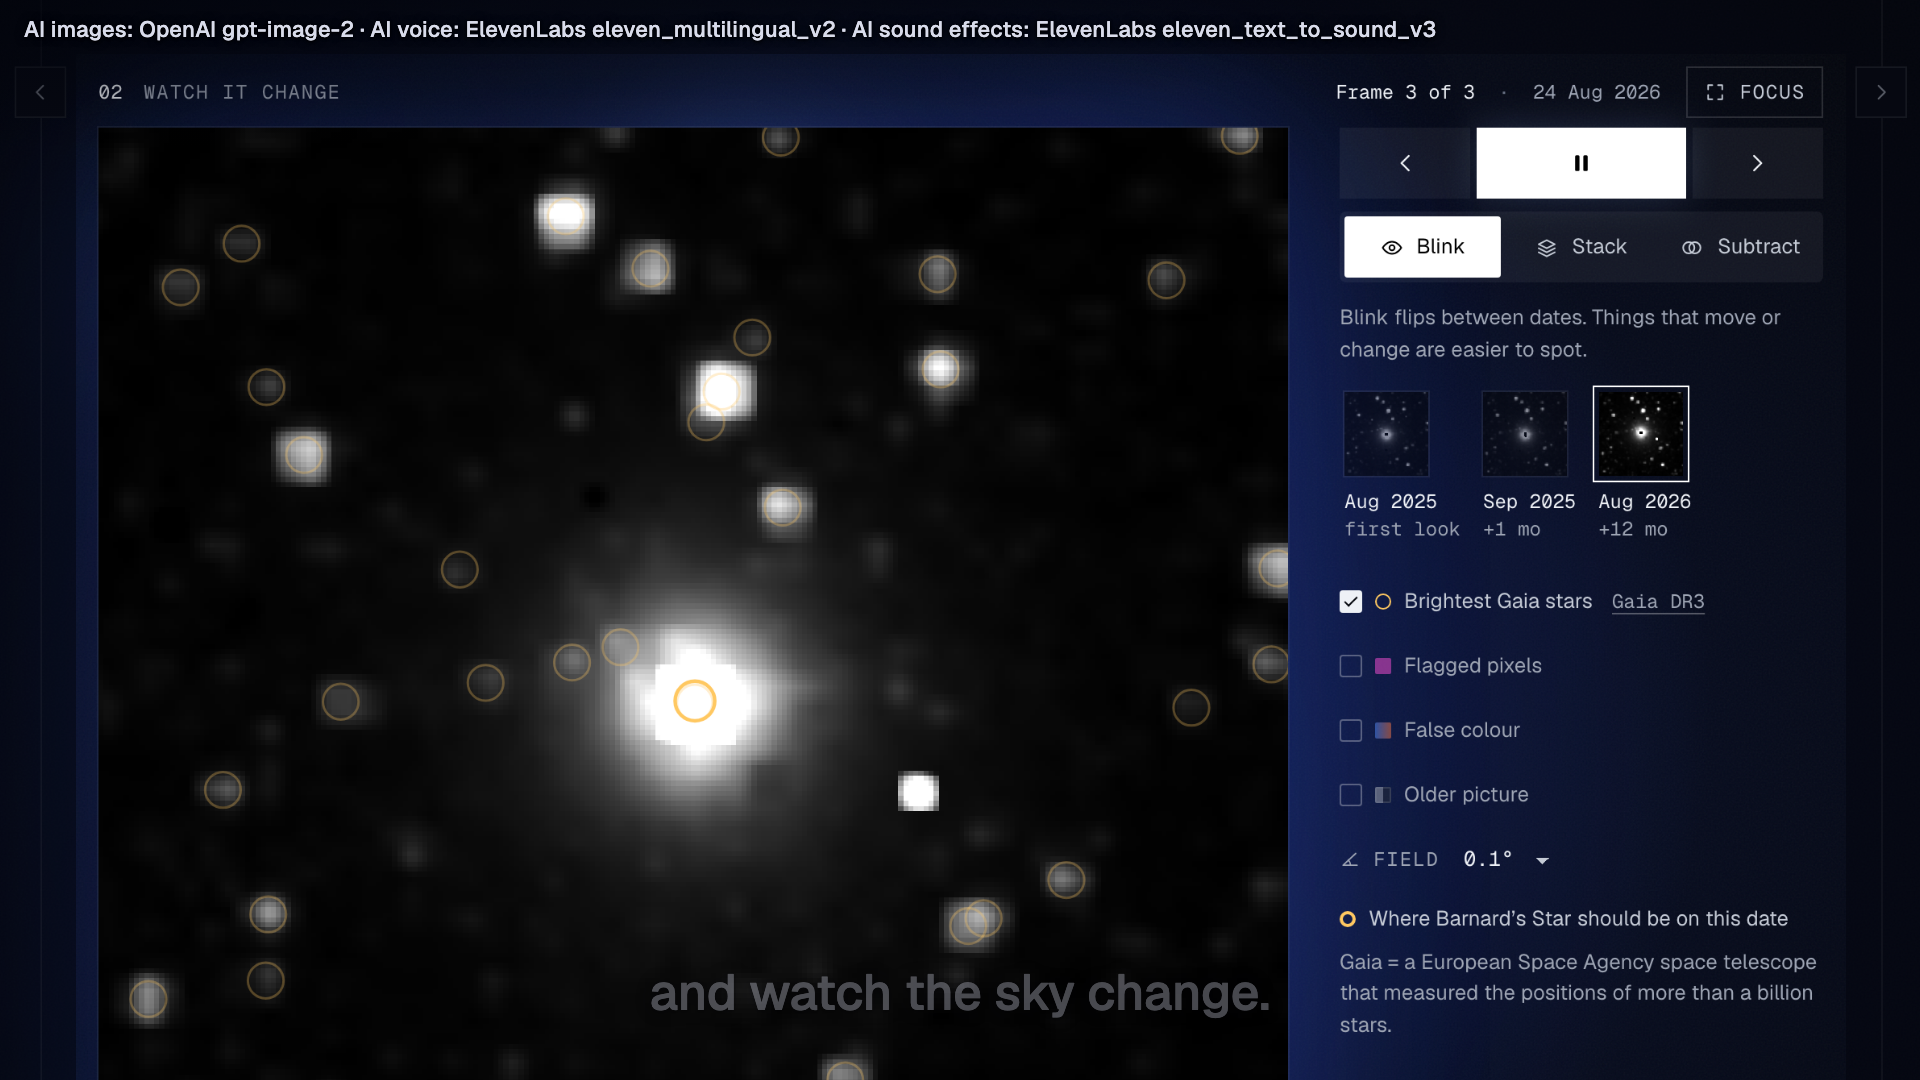 AI images: OpenAI gpt-image-2 · AI voice: ElevenLabs eleven_multilingual_v2 · AI sound effects: ElevenLabs eleven_text_to_sound_v3
02 WATCH IT CHANGE
Frame 3 of 3 · 24 Aug 2026
FOCUS
Blink
Stack
Subtract
Blink flips between dates. Things that move or
change are easier to spot.
Aug 2025
first look
Sep 2025
+1 mo
Aug 2026
+12 mo
Brightest Gaia stars Gaia DR3
Flagged pixels
False colour
Older picture
FIELD 0.1°
Where Barnard’s Star should be on this date
Gaia = a European Space Agency space telescope
that measured the positions of more than a billion
stars.
and watch the sky change.